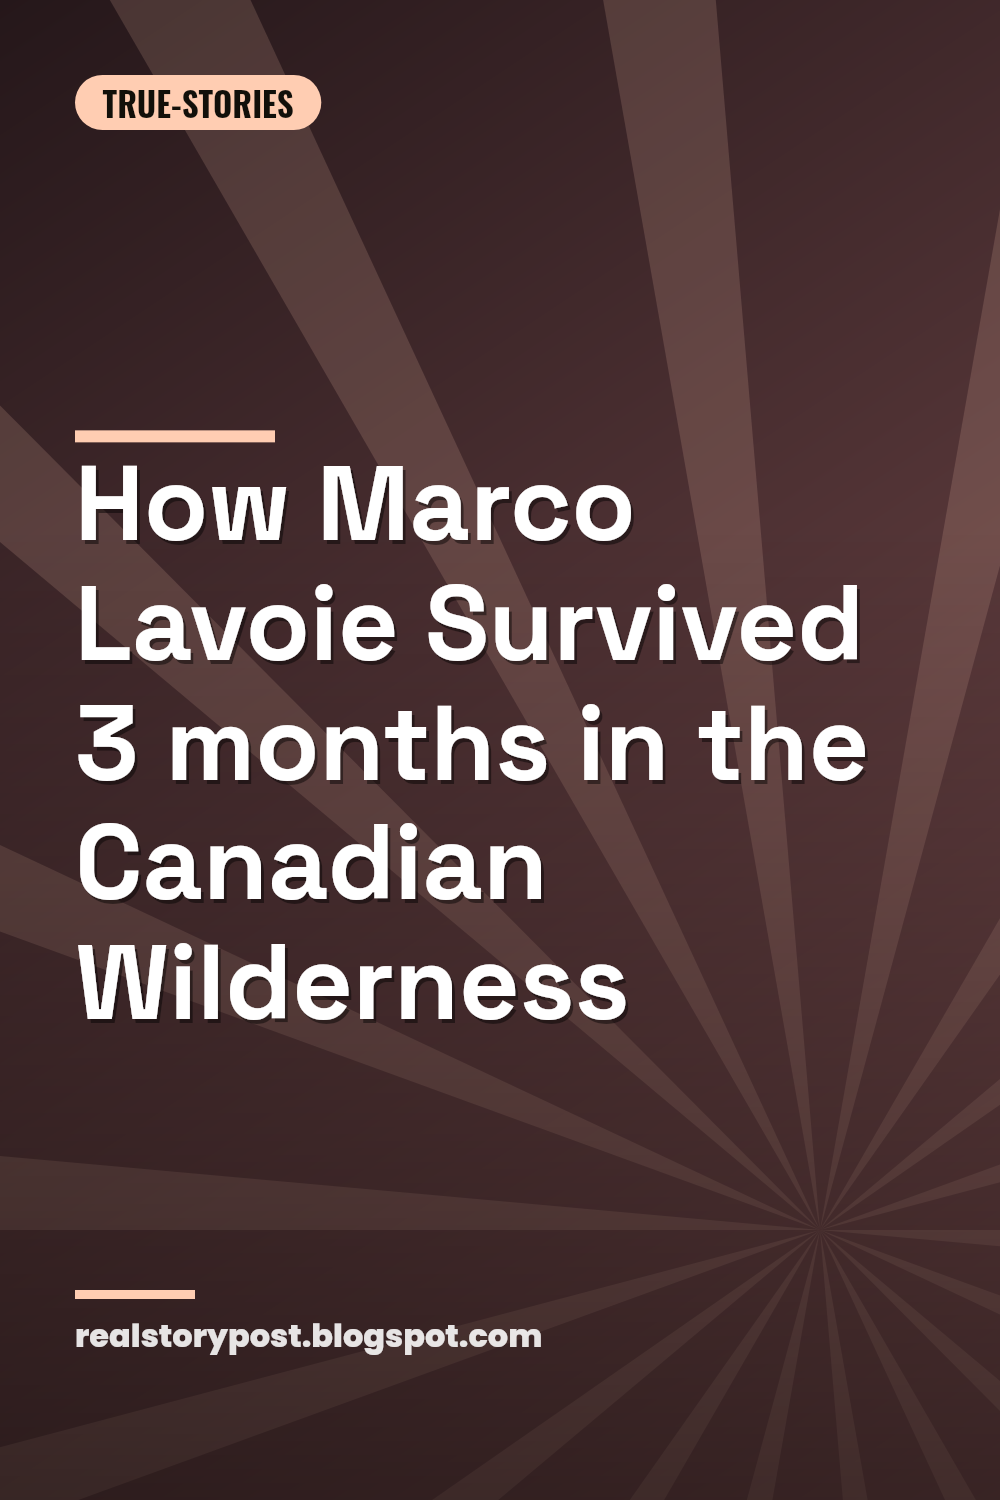 TRUE-STORIES
How Marco
Lavoie Survived
3 months in the
Canadian
Wilderness
realstorypost.blogspot.com